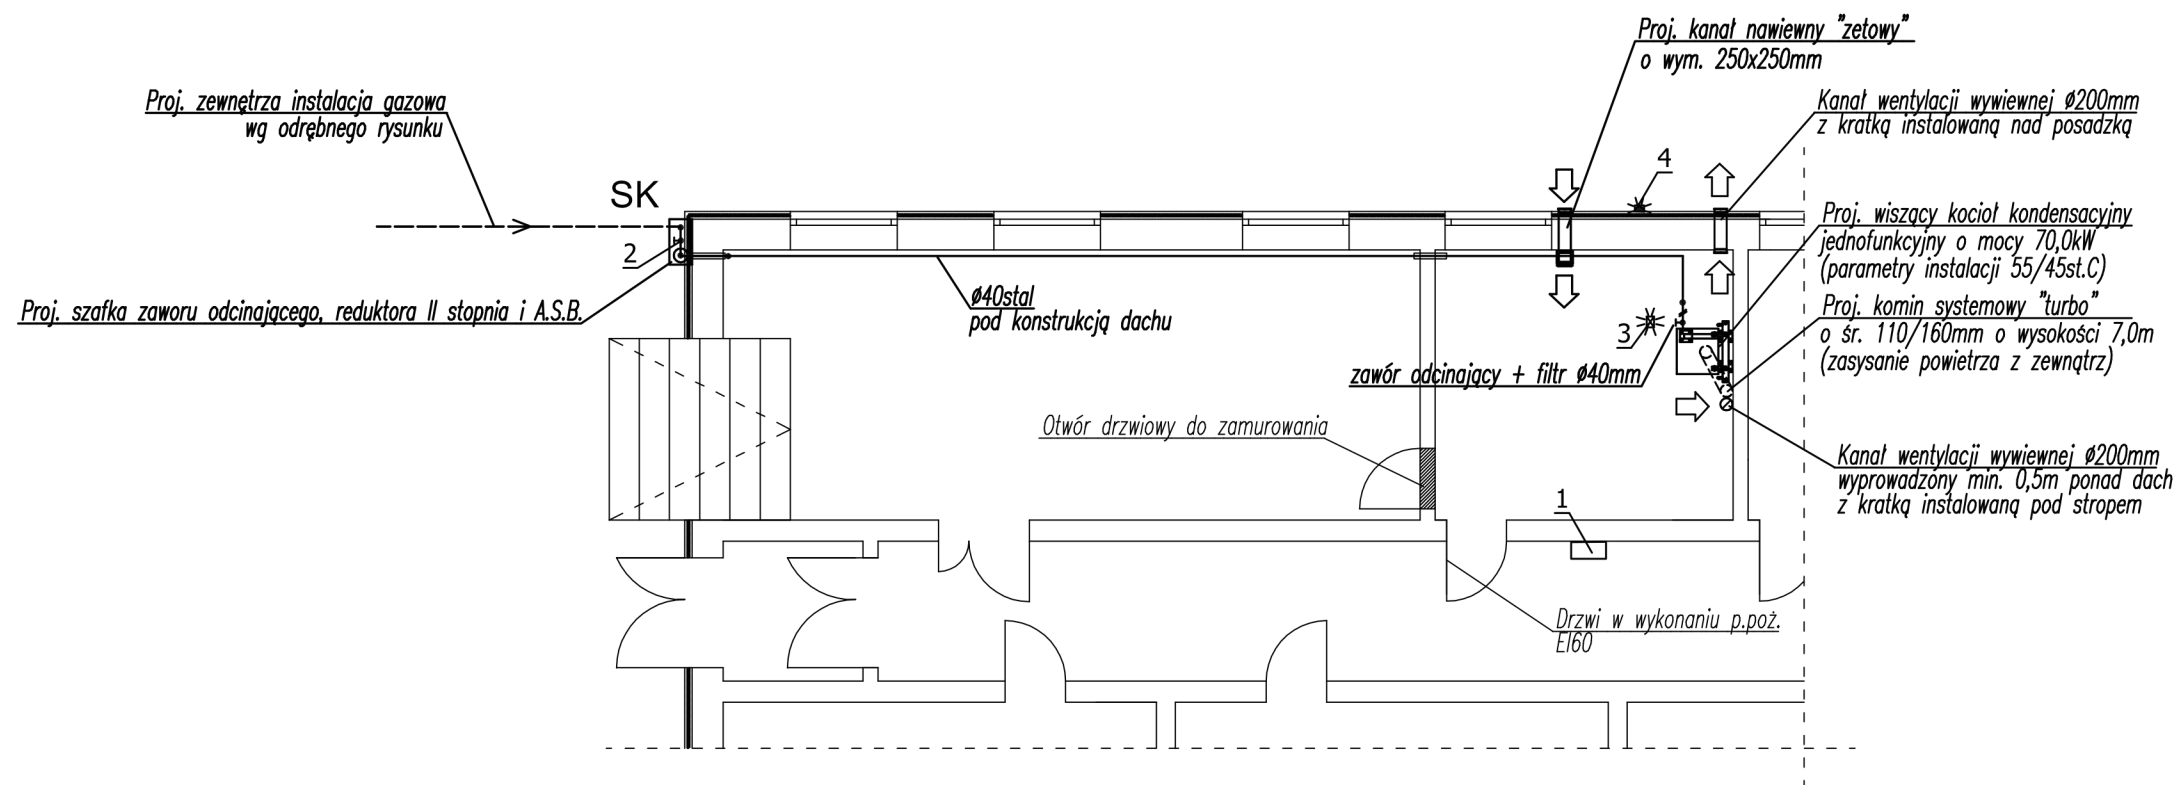 Proj. kanał nawiewny "zetowy"
o wym. 250x250mm
Proj. zewnętrza instalacja gazowa
wg odrębnego rysunku
Kanał wentylacji wywiewnej ø200mm
z kratką instalowaną nad posadzką
4
SK
Proj. wiszący kocioł kondensacyjny
jednofunkcyjny o mocy 70,0kW
(parametry instalacji 55/45st.C)
2
Proj. szafka zaworu odcinającego, reduktora II stopnia i A.S.B.
ø40stal
pod konstrukcją dachu
3
Proj. komin systemowy "turbo"
o śr. 110/160mm o wysokości 7,0m
(zasysanie powietrza z zewnątrz)
zawór odcinający + filtr ø40mm
Otwór drzwiowy do zamurowania
Kanał wentylacji wywiewnej ø200mm
wyprowadzony min. 0,5m ponad dach
z kratką instalowaną pod stropem
1
Drzwi w wykonaniu p.poż.
EI60